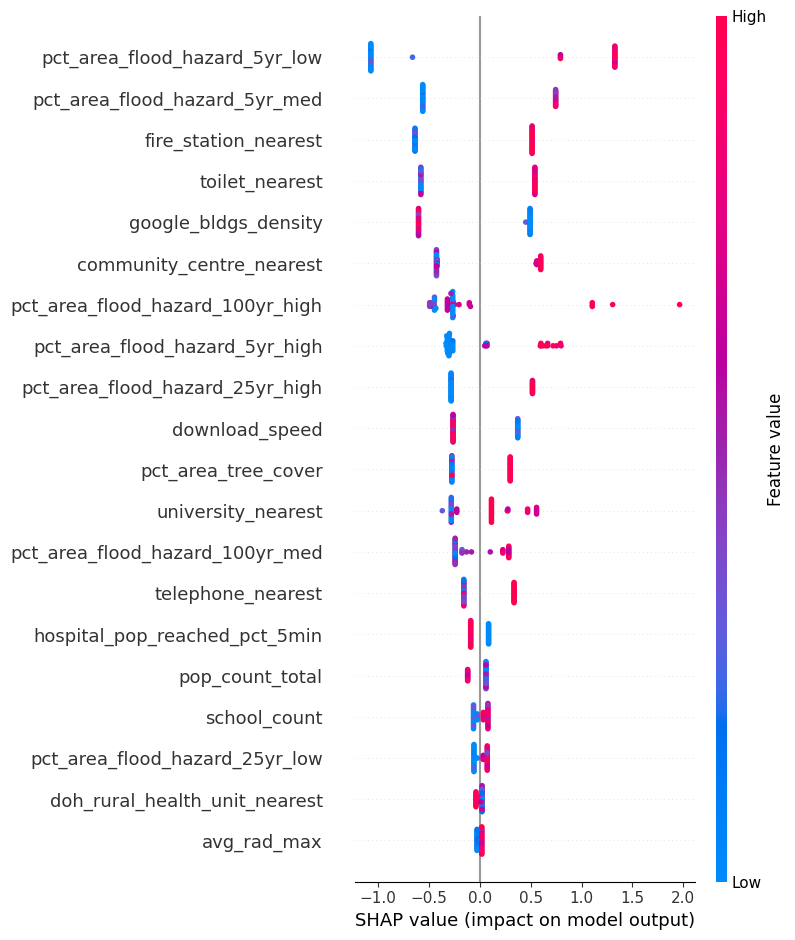 High
pct_area_flood_hazard_5yr_low
pct_area_flood_hazard_5yr_med
fire_station_nearest
toilet_nearest
google_bldgs_density
community_centre_nearest
pct_area_flood_hazard_100yr_high
pct_area_flood_hazard_5yr_high
pct_area_flood_hazard_25yr_high
download_speed
pct_area_tree_cover
university_nearest
pct_area_flood_hazard_100yr_med
telephone_nearest
hospital_pop_reached_pct_5min
pop_count_total
school_count
pct_area_flood_hazard_25yr_low
doh_rural_health_unit_nearest
avg_rad_max
Feature value
Low
−1.0 −0.5 0.0 0.5 1.0 1.5 2.0
SHAP value (impact on model output)